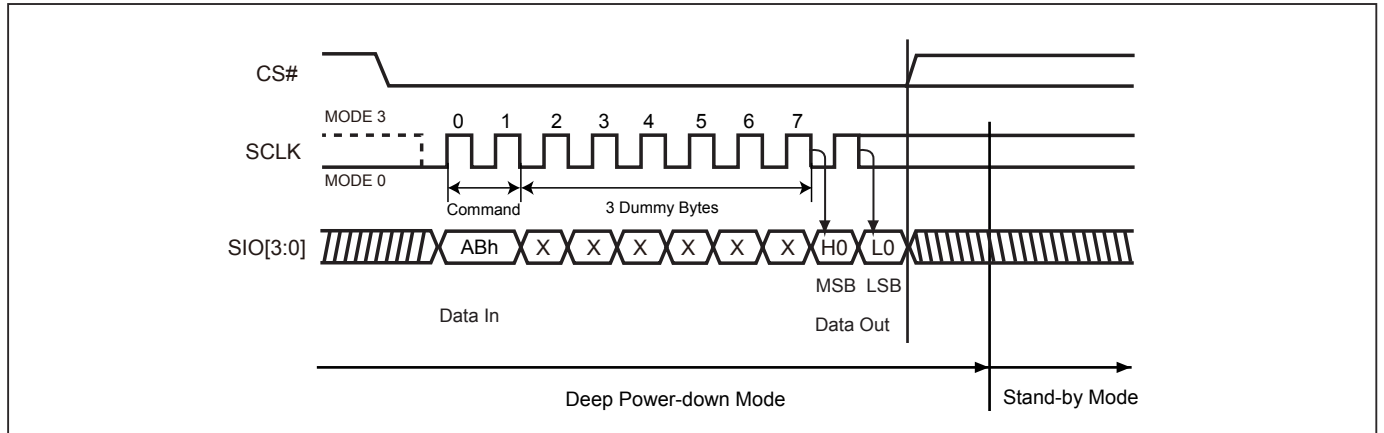 CS#
MODE 3
0 1 2 3 4 5 6 7
SCLK
MODE 0
Command
3 Dummy Bytes
SIO[3:0]
ABh X X X X X X H0 L0
MSB LSB
Data In
Data Out
Deep Power-down Mode
Stand-by Mode